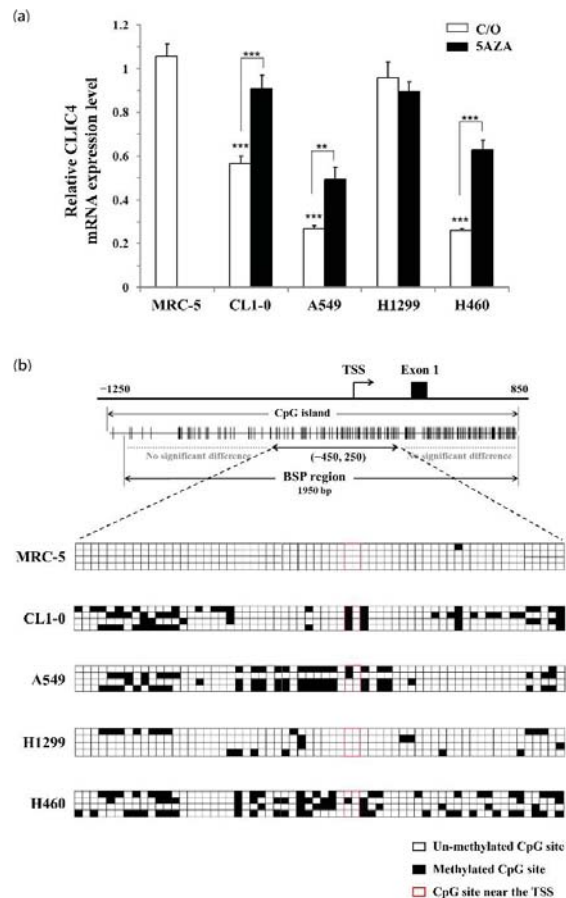 (a)
C/O
5AZA
Relative CLIC4
mRNA expression level
1.2
1
0.8
0.6
0.4
0.2
0
***
***
***
**
***
***
MRC-5
CL1-0
A549
H1299
H460
(b)
−1250
TSS
Exon 1
850
CpG island
No significant difference
(−450, 250)
No significant difference
BSP region
1950 bp
MRC-5
CL1-0
A549
H1299
H460
Un-methylated CpG site
Methylated CpG site
CpG site near the TSS